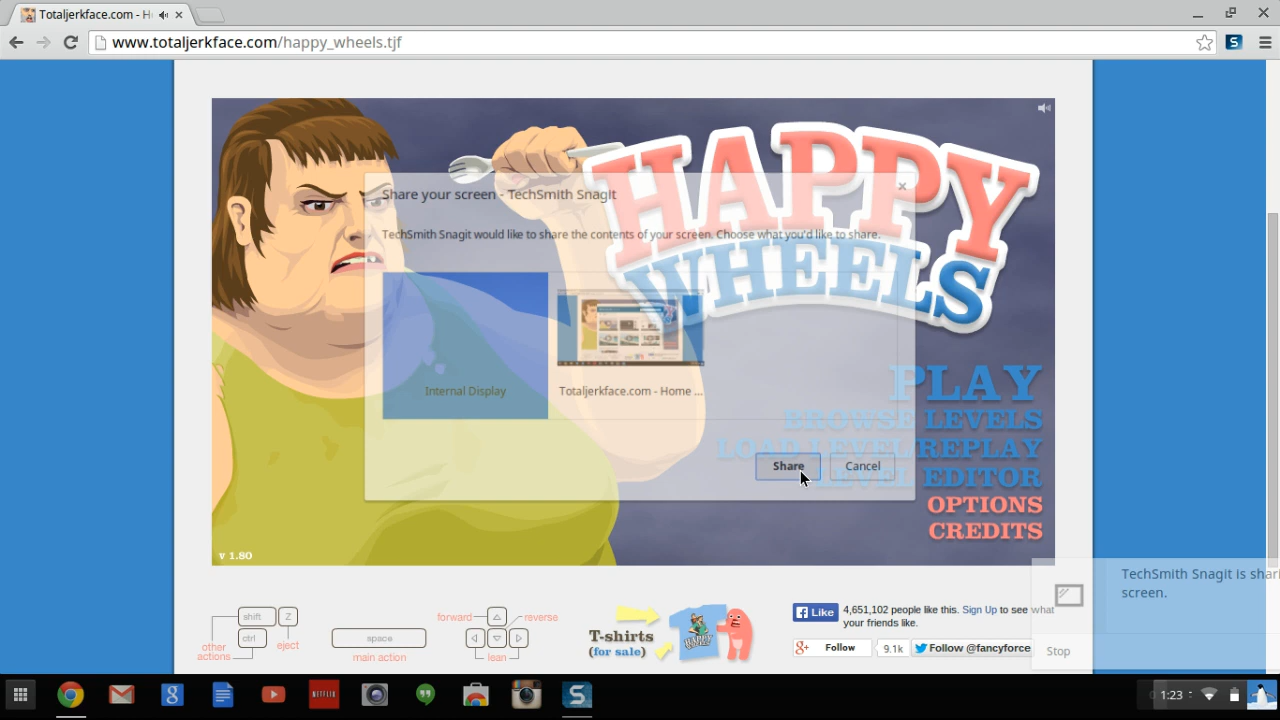 Totaljerkface.com - H
www.totaljerkface.com/happy_wheels.tjf
HAPPY
WHEELS
Share your screen - TechSmith Snagit
TechSmith Snagit would like to share the contents of your screen. Choose what you'd like to share.
Internal Display
Totaljerkface.com - Home ...
Share
Cancel
PLAY
BROWSE LEVELS
LOAD LEVEL/REPLAY
LEVEL EDITOR
OPTIONS
CREDITS
v 1.80
TechSmith Snagit is shari
screen.
Stop
shift
Z
ctrl
eject
other
actions
space
main action
forward
reverse
lean
T-shirts
(for sale)
Like
4,651,102 people like this. Sign Up to see what
your friends like.
Follow
9.1k
Follow @fancyforce
NETFLIX
1:23